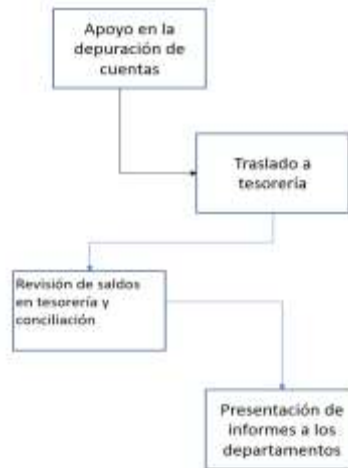 Apoyo en la
depuración de
cuentas
Traslado a
tesorería
Revisión de saldos
en tesorería y
conciliación
Presentación de
informes a los
departamentos